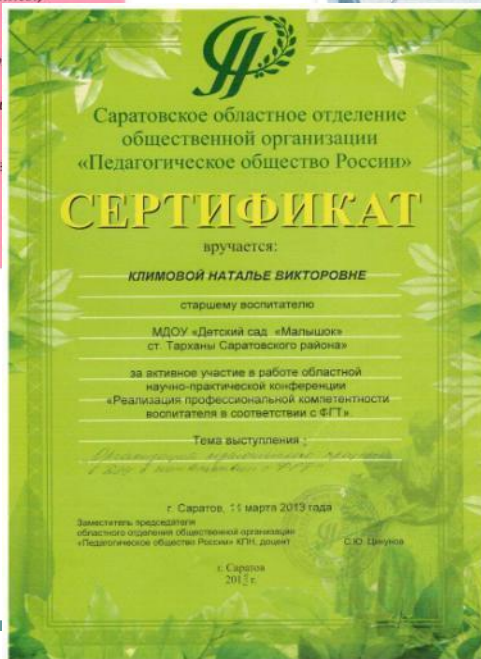 Саратовское областное отделение
общественной организации
«Педагогическое общество России»
СЕРТИФИКАТ
вручается:
КЛИМОВОЙ НАТАЛЬЕ ВИКТОРОВНЕ
старшему воспитателю
МДОУ «Детский сад «Малышок»
ст. Тарханы Саратовского района»
за активное участие в работе областной
научно-практической конференции
«Реализация профессиональной компетентности
воспитателя в соответствии с ФГТ»
Тема выступления :
г. Саратов, 11 марта 2013 года
Заместитель председателя
областного отделения общественной организации
«Педагогическое общество России» КПН, доцент С.Ю.
г. Саратов